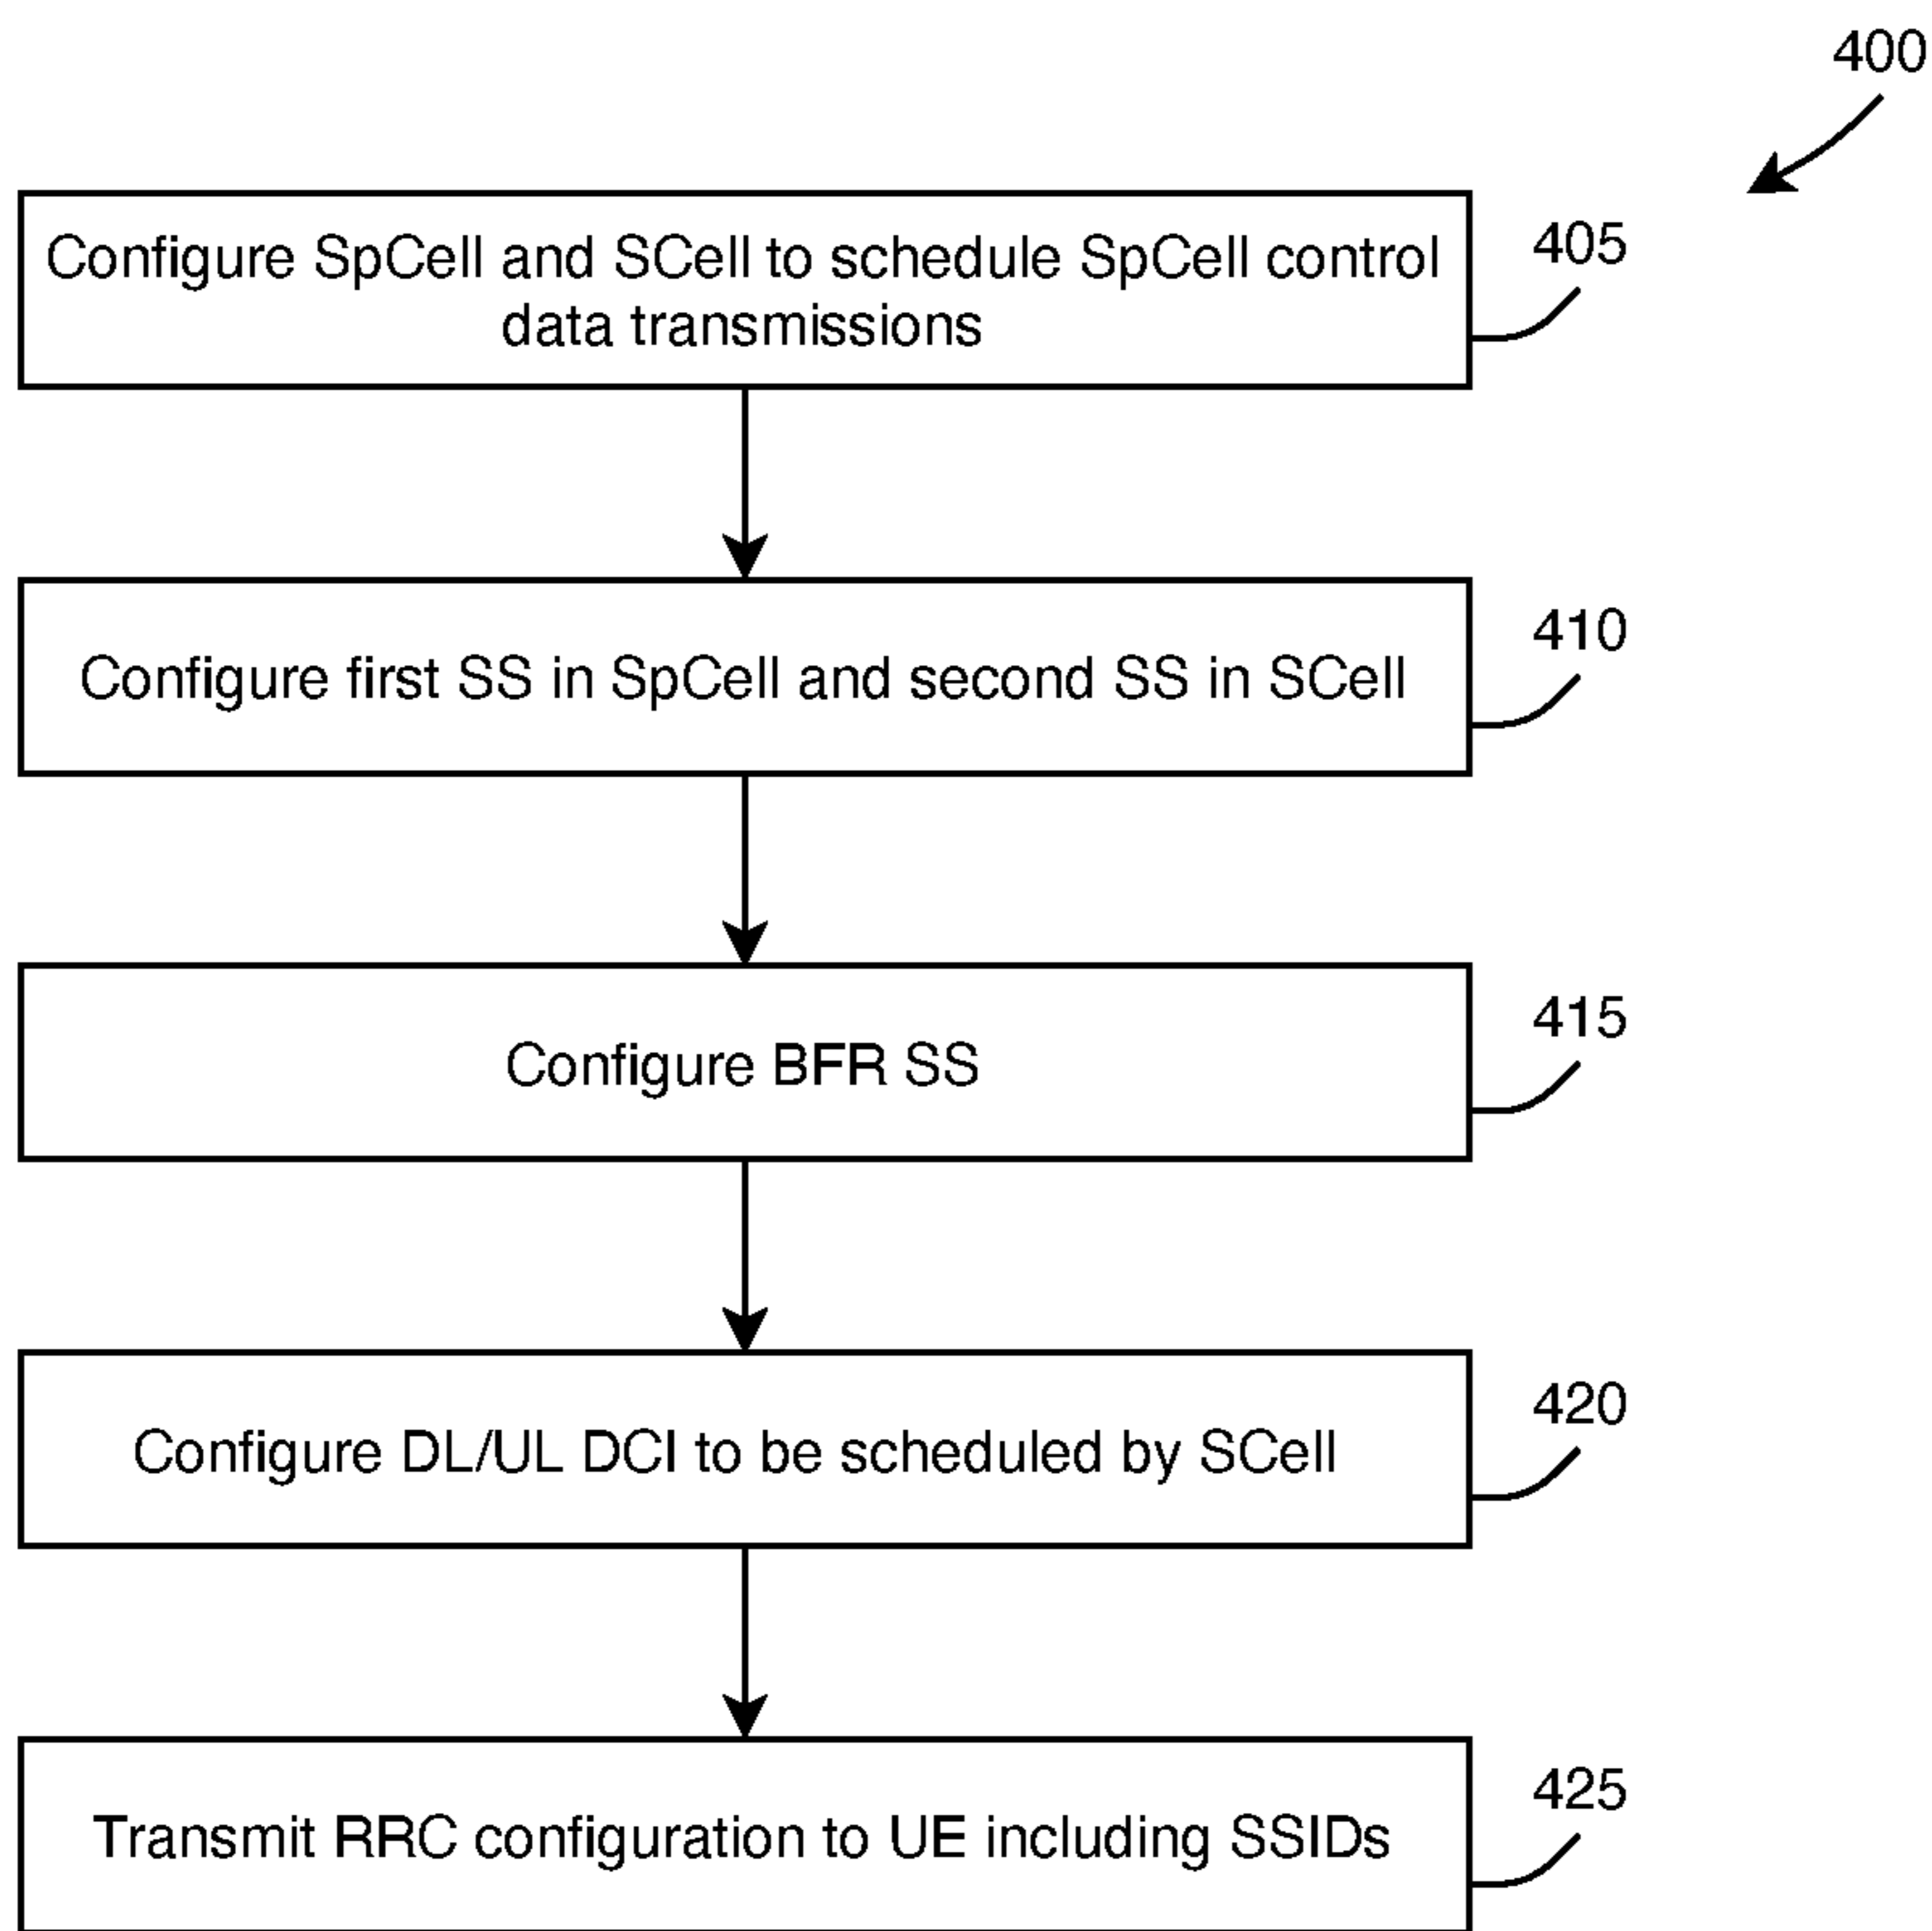 400
Configure SpCell and SCell to schedule SpCell control
data transmissions
405
Configure first SS in SpCell and second SS in SCell
410
Configure BFR SS
415
Configure DL/UL DCI to be scheduled by SCell
420
Transmit RRC configuration to UE including SSIDs
425